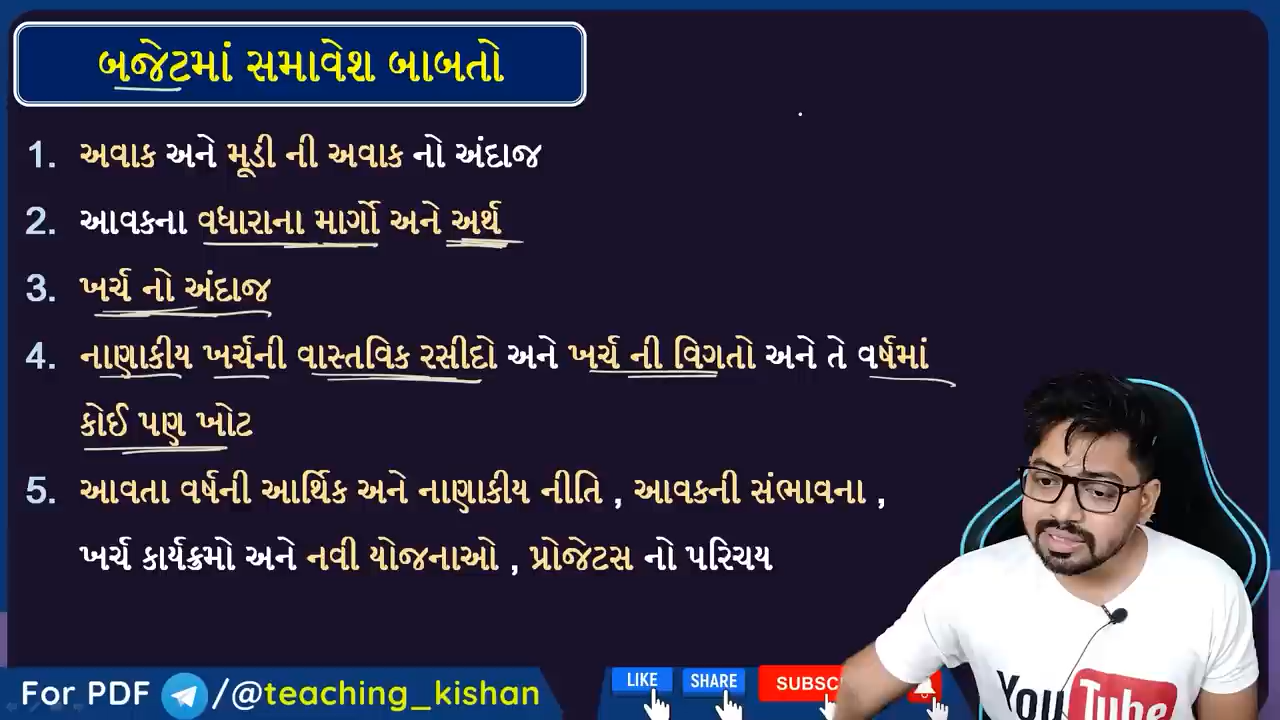 બજેટમાં સમાવેશ બાબતો
1. અવાક અને મૂડી ની અવાક નો અંદાજ
2. આવકના વધારાના માર્ગો અને અર્થ
3. ખર્ચ નો અંદાજ
4. નાણાકીય ખર્ચની વાસ્તવિક રસીદો અને ખર્ચ ની વિગતો અને તે વર્ષમાં
કોઈ પણ ખોટ
5. આવતા વર્ષની આર્થિક અને નાણાકીય નીતિ , આવકની સંભાવના ,
ખર્ચ કાર્યક્રમો અને નવી યોજનાઓ , પ્રોજેટસ નો પરિચય
For PDF /@teaching_kishan
LIKE SHARE SUBSC
YouTube